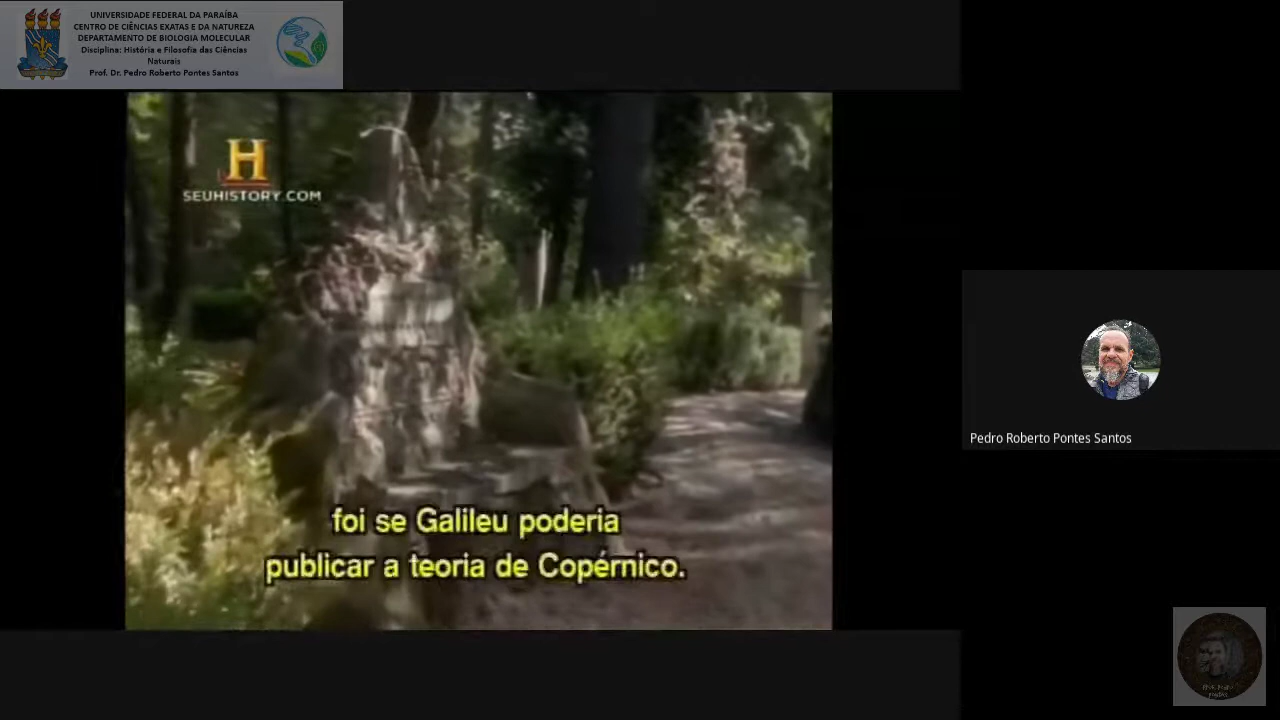 UNIVERSIDADE FEDERAL DA PARAÍBA
CENTRO DE CIÊNCIAS EXATAS E DA NATUREZA
DEPARTAMENTO DE BIOLOGIA MOLECULAR
Disciplina: História e Filosofia das Ciências
Naturais
Prof. Dr. Pedro Roberto Pontes Santos
H
SEUHISTORY.COM
foi se Galileu poderia
publicar a teoria de Copérnico.
Pedro Roberto Pontes Santos